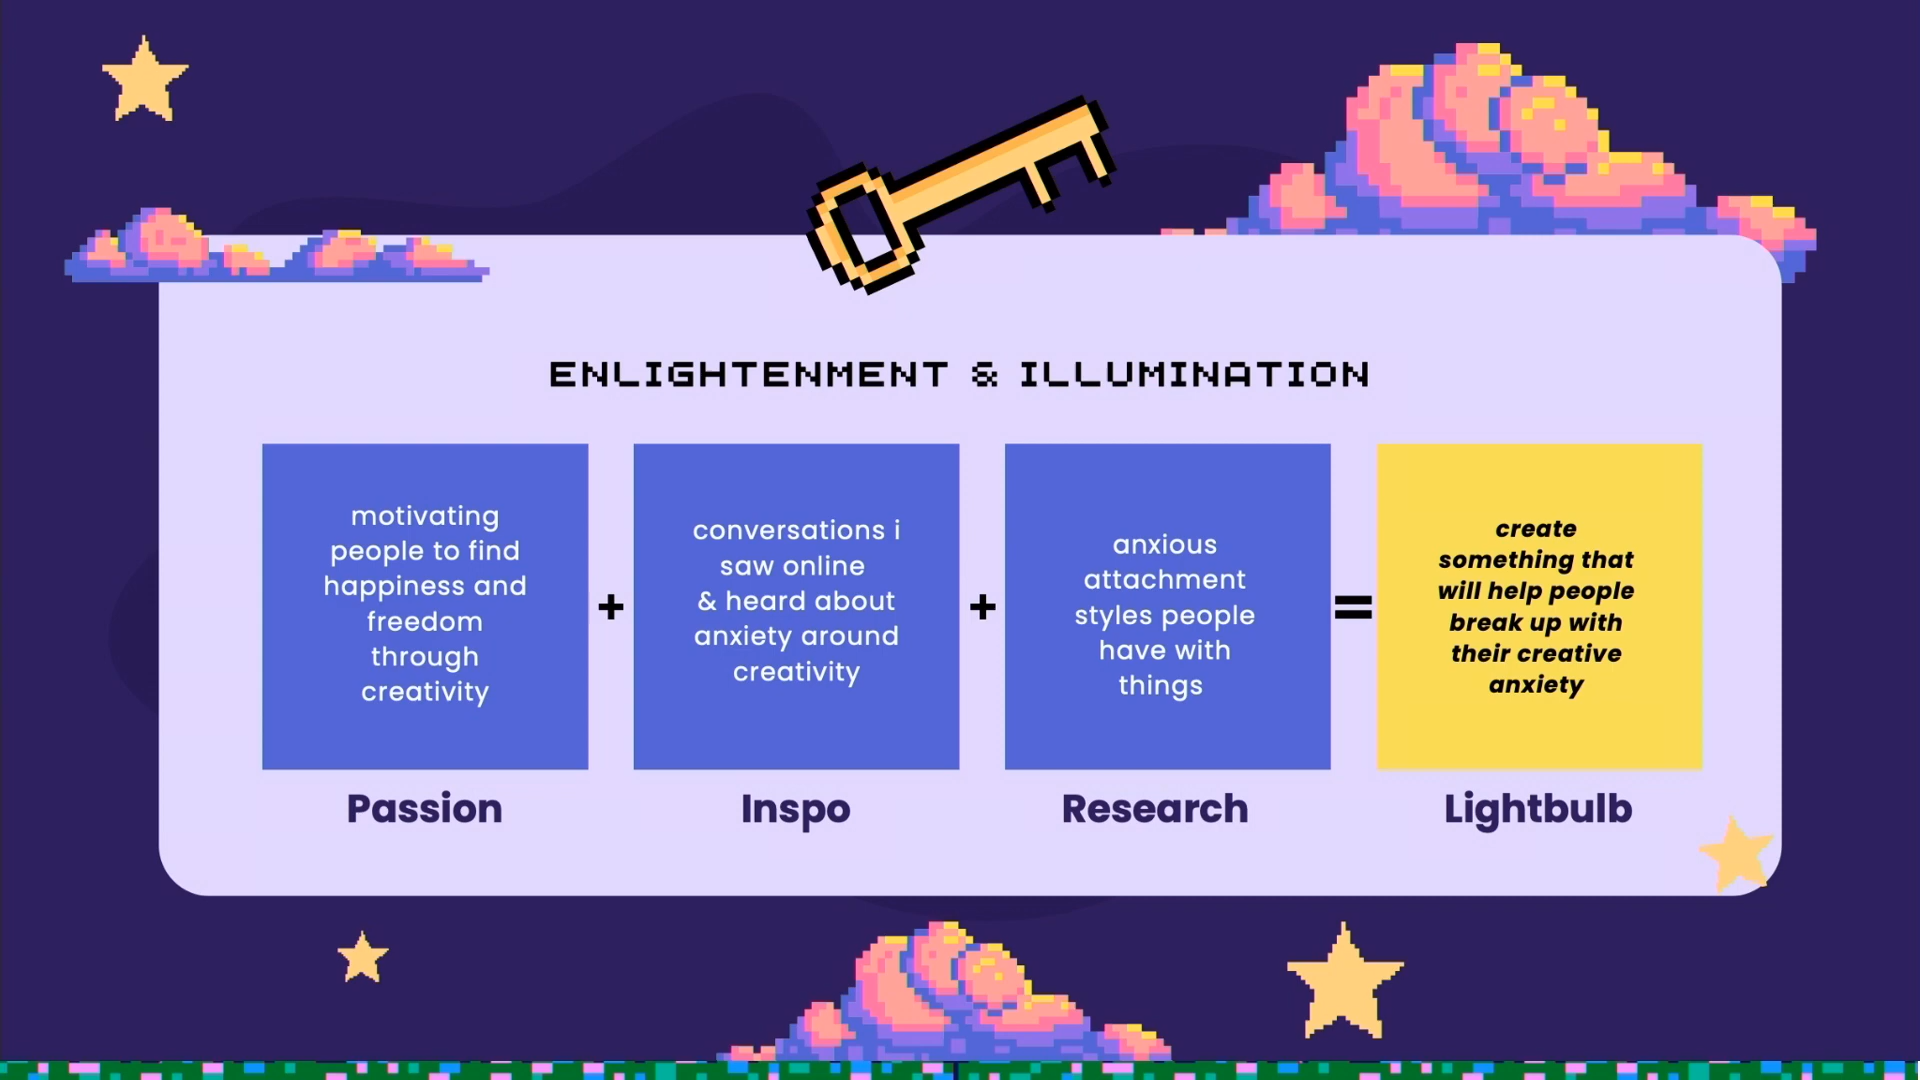 ENLIGHTENMENT & ILLUMINATION
motivating
people to find
happiness and
freedom
through
creativity
+
conversations i
saw online
& heard about
anxiety around
creativity
+
anxious
attachment
styles people
have with
things
=
create
something that
will help people
break up with
their creative
anxiety
Passion
Inspo
Research
Lightbulb